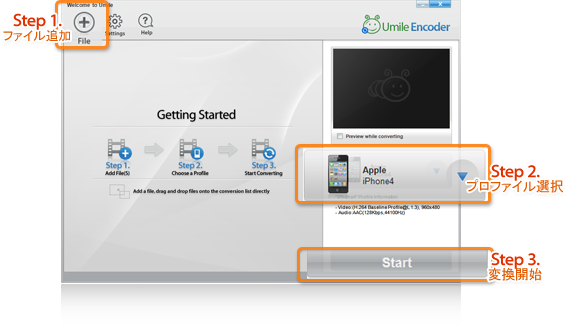 Welcome to Umile
Step 1.
ファイル追加
File
Settings
Help
Umile Encoder
Getting Started
Step 1.
Add File(S)
Step 2.
Choose a Profile
Step 3.
Start Converting
Add a file, drag and drop files onto the conversion list directly
Preview while converting
Apple
iPhone4
Step 2.
プロファイル選択
- Video (H.264 Baseline Profile@L 1.3), 960x480
- Audio AAC(128Kbps,44100Hz)
Start
Step 3.
変換開始